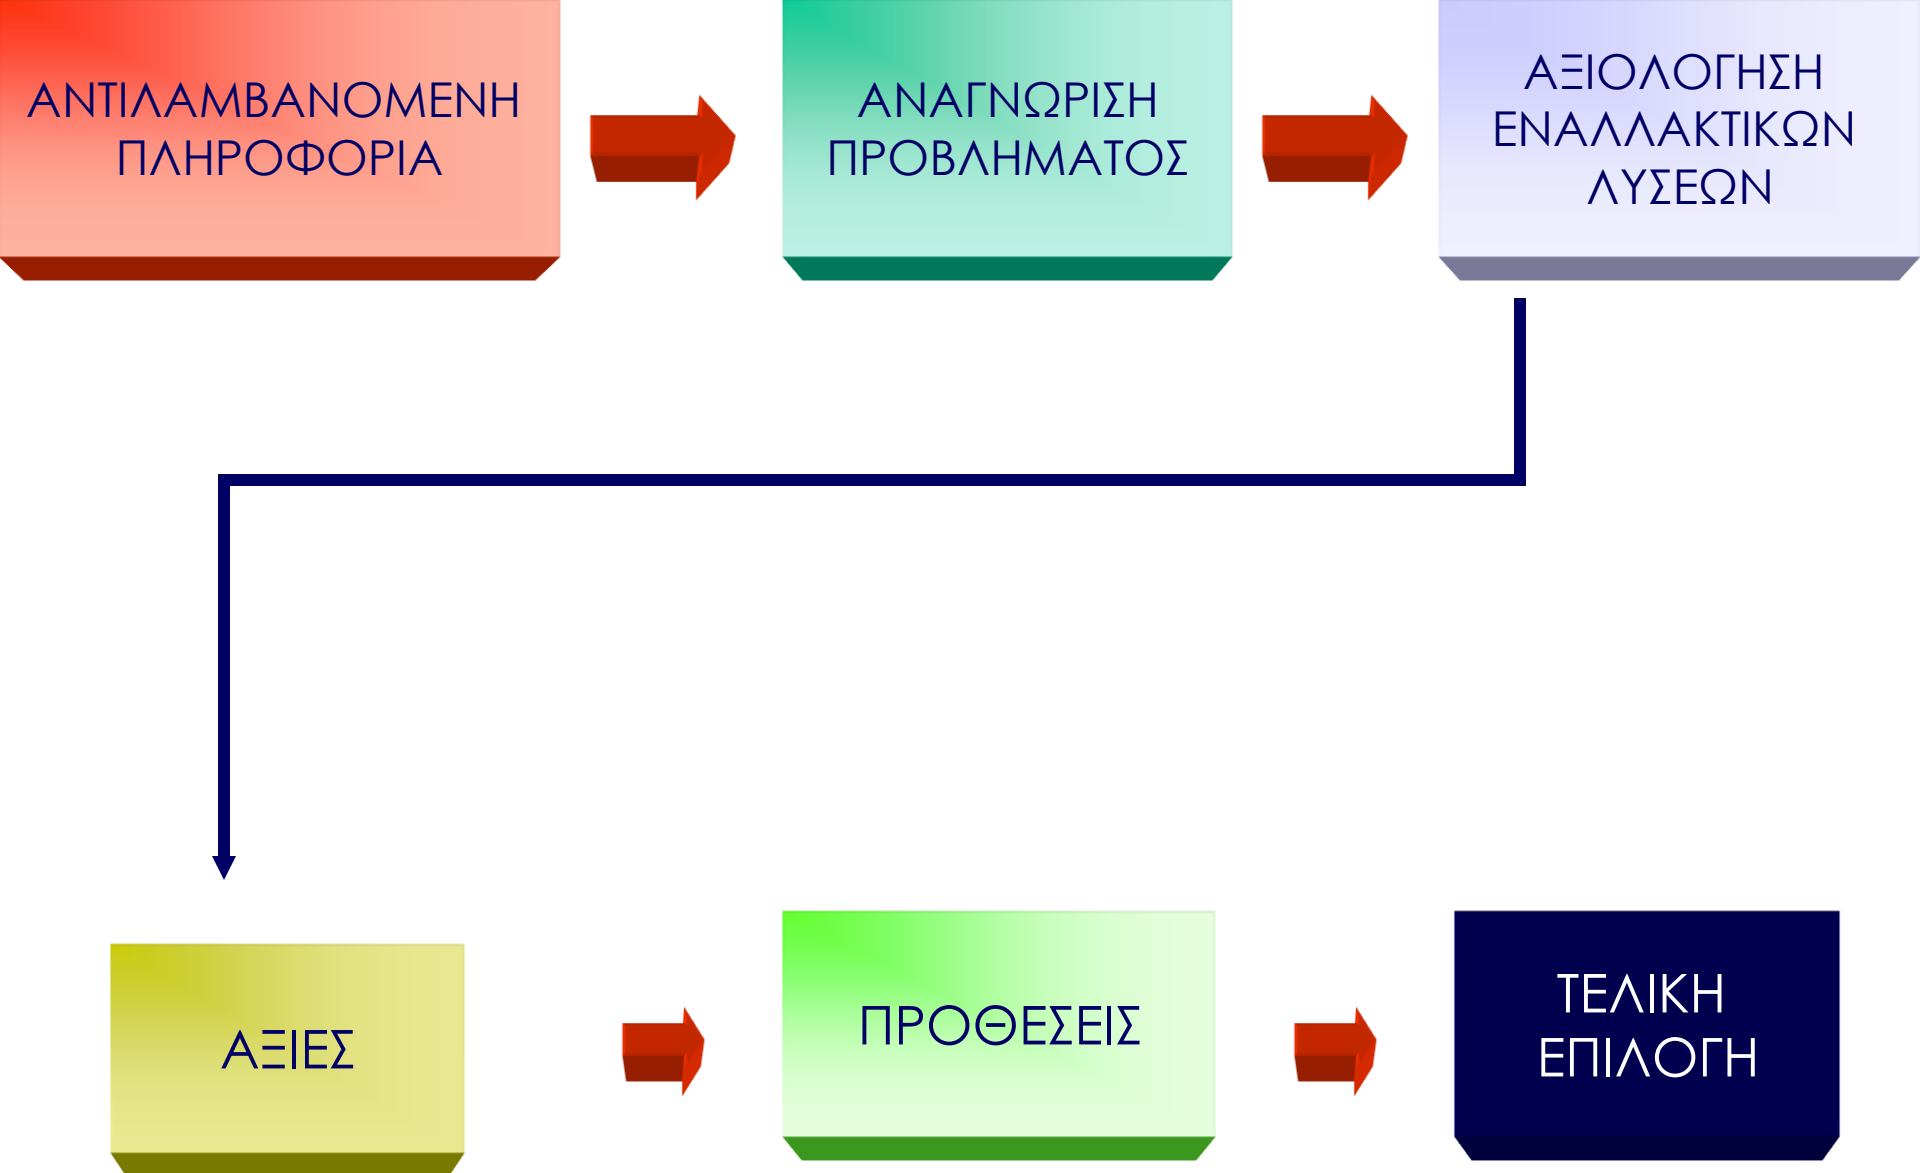 ΑΝΤΙΛΑΜΒΑΝΟΜΕΝΗ
ΠΛΗΡΟΦΟΡΙΑ
ΑΝΑΓΝΩΡΙΣΗ
ΠΡΟΒΛΗΜΑΤΟΣ
ΑΞΙΟΛΟΓΗΣΗ
ΕΝΑΛΛΑΚΤΙΚΩΝ
ΛΥΣΕΩΝ
ΑΞΙΕΣ
ΠΡΟΘΕΣΕΙΣ
ΤΕΛΙΚΗ
ΕΠΙΛΟΓΗ